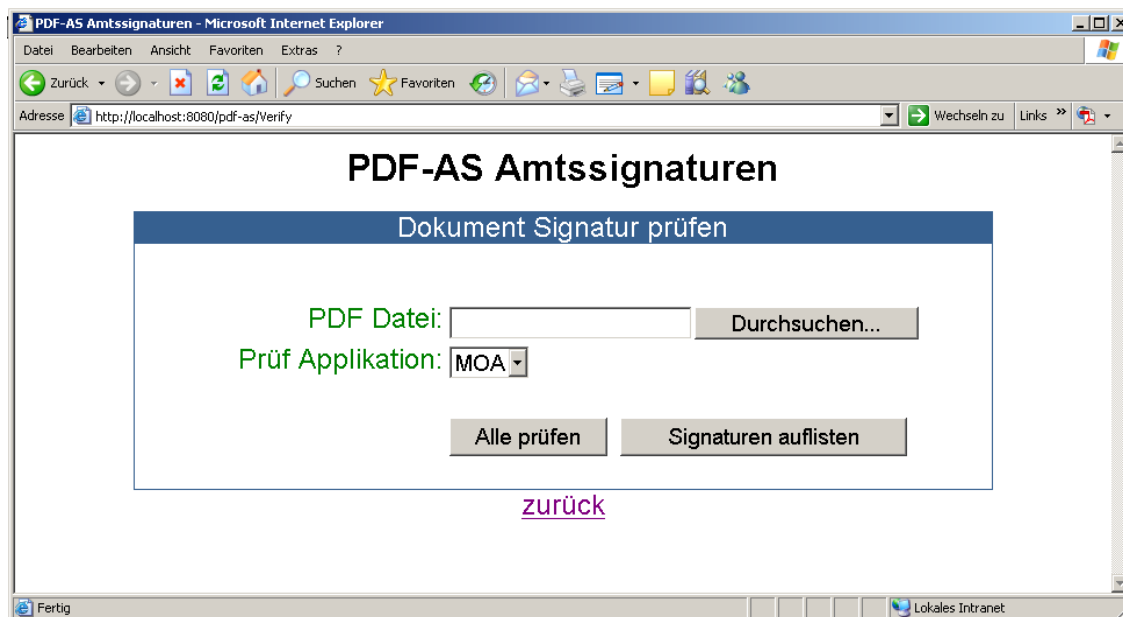 PDF-AS Amtssignaturen - Microsoft Internet Explorer
Datei Bearbeiten Ansicht Favoriten Extras ?
Zurück Suchen Favoriten
Adresse http://localhost:8080/pdf-as/Verify Wechseln zu Links »
PDF-AS Amtssignaturen
Dokument Signatur prüfen
PDF Datei: Durchsuchen...
Prüf Applikation: MOA
Alle prüfen Signaturen auflisten
zurück
Fertig Lokales Intranet